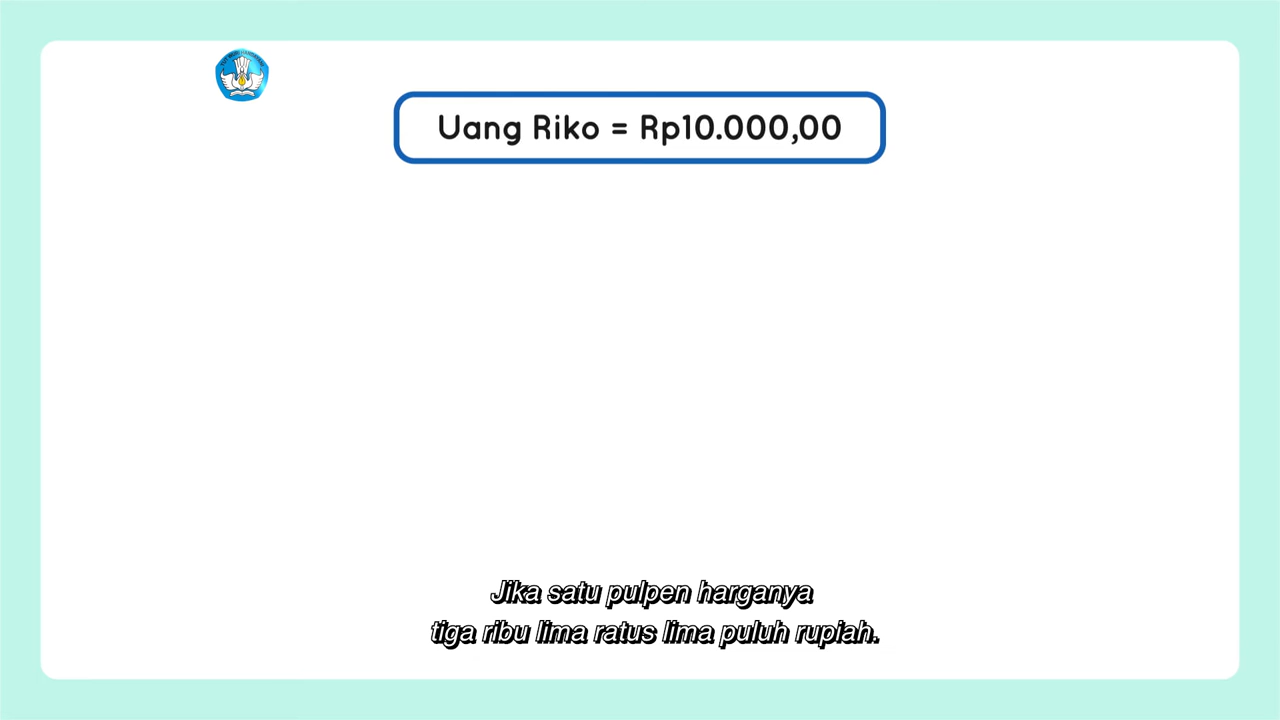 Uang Riko = Rp10.000,00
Jika satu pulpen harganya
tiga ribu lima ratus lima puluh rupiah.